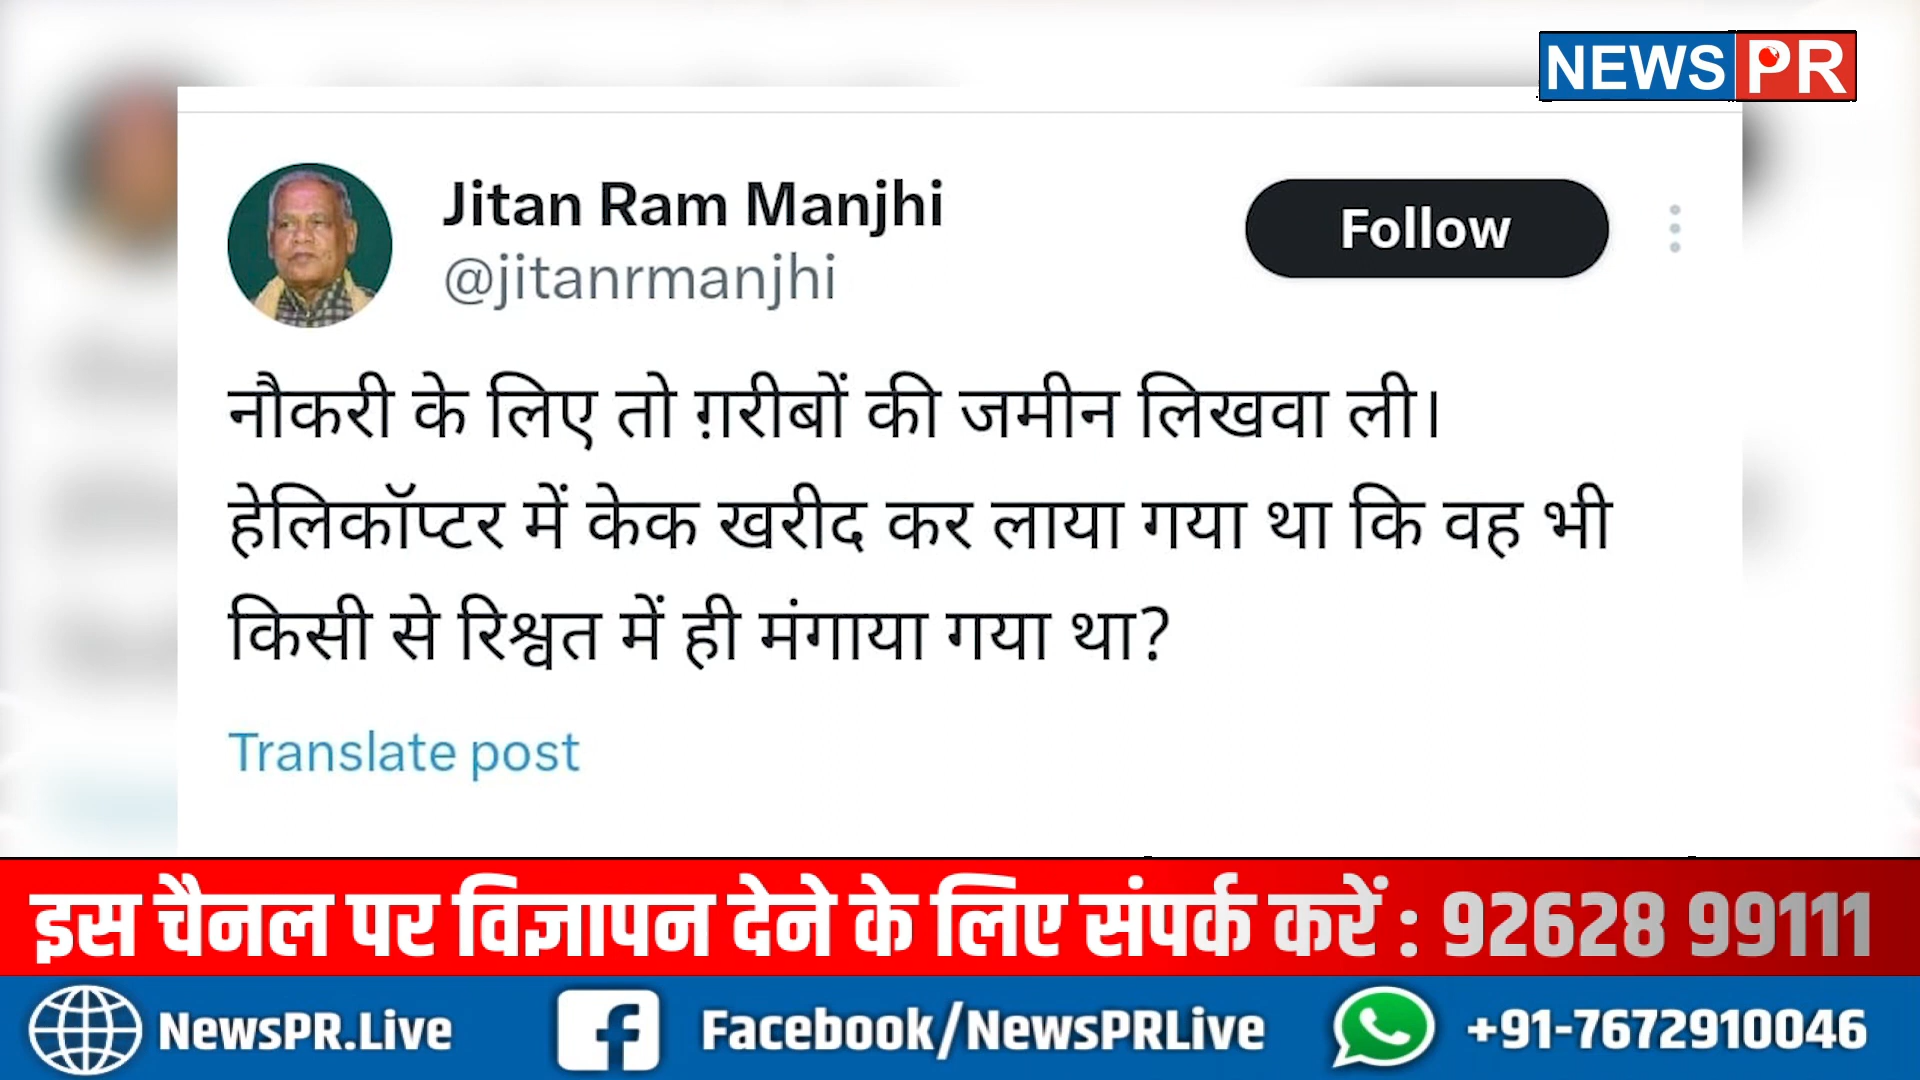 NEWS PR
Jitan Ram Manjhi
@jitanrmanjhi
Follow
नौकरी के लिए तो ग़रीबों की जमीन लिखवा ली।
हेलिकॉप्टर में केक खरीद कर लाया गया था कि वह भी
किसी से रिश्वत में ही मंगाया गया था?
Translate post
इस चैनल पर विज्ञापन देने के लिए संपर्क करें : 92628 99111
NewsPR.Live
Facebook/NewsPRLive
+91-7672910046